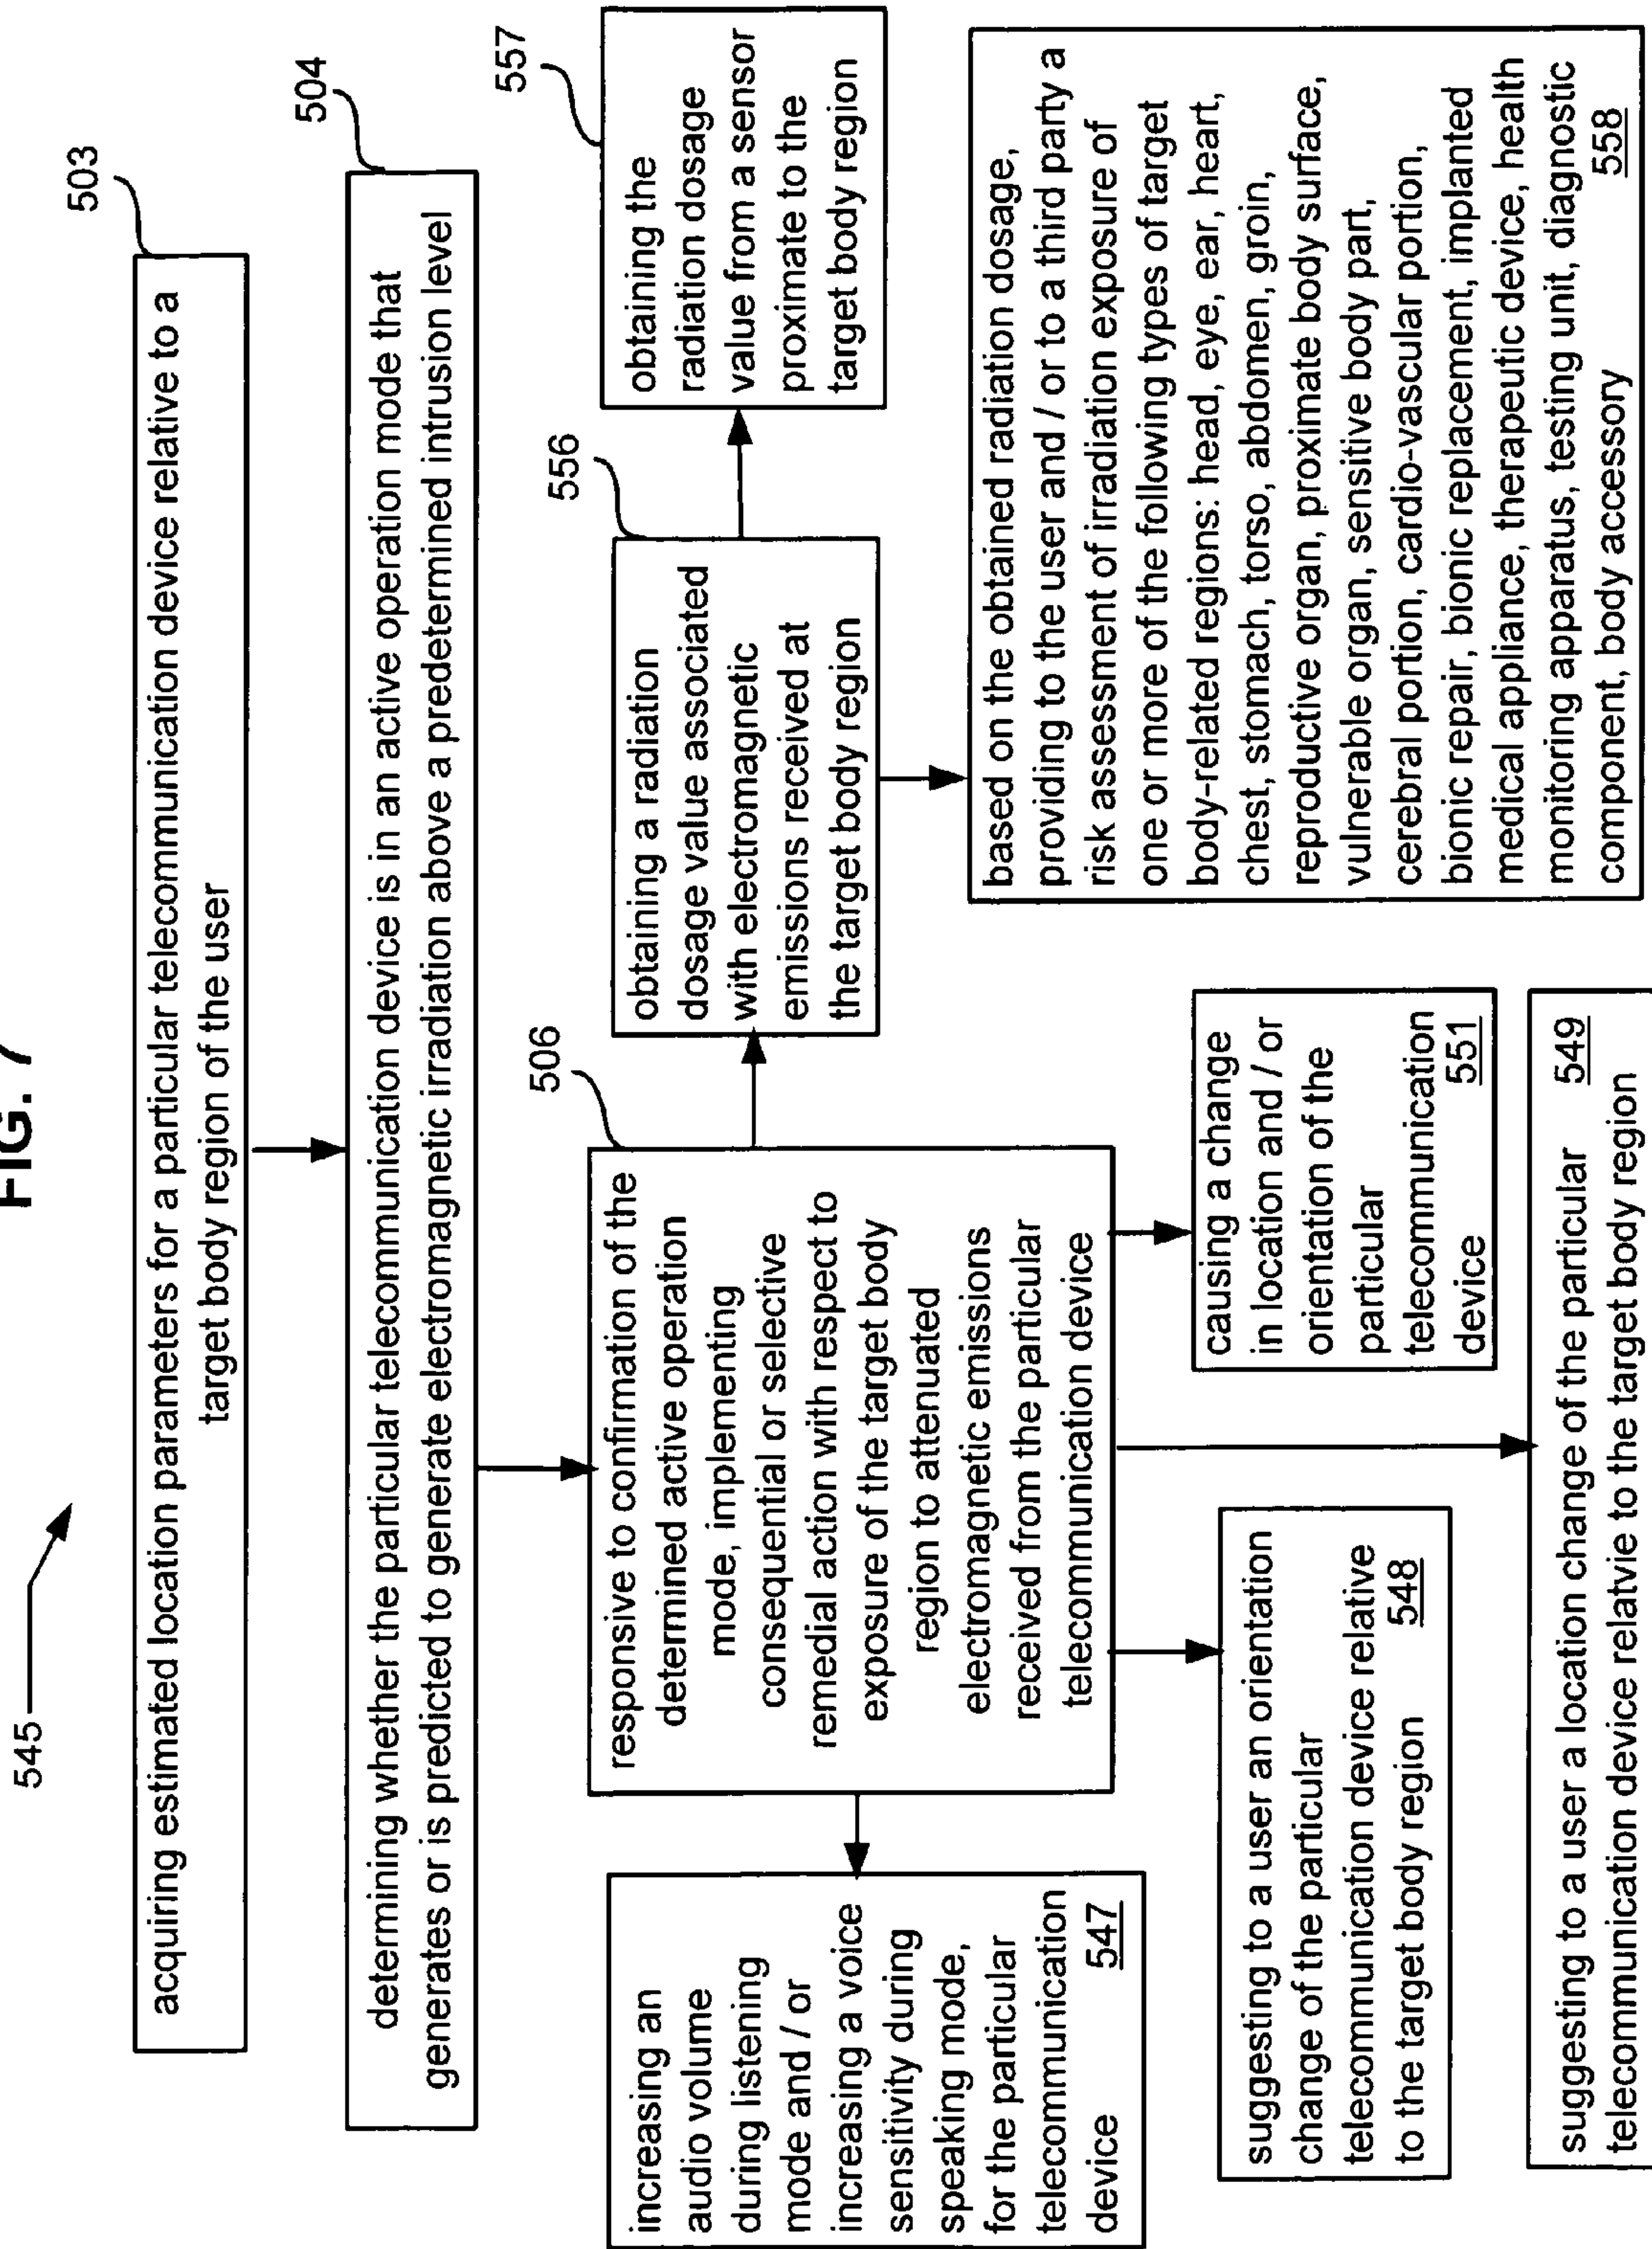 FIG. 7
545
503
acquiring estimated location parameters for a particular telecommunication device relative to a
target body region of the user
504
determining whether the particular telecommunication device is in an active operation mode that
generates or is predicted to generate electromagnetic irradiation above a predetermined intrusion level
506
responsive to confirmation of the
determined active operation
mode, implementing
consequential or selective
remedial action with respect to
exposure of the target body
region to attenuated
electromagnetic emissions
received from the particular
telecommunication device
556
obtaining a radiation
dosage value associated
with electromagnetic
emissions received at
the target body region
557
obtaining the
radiation dosage
value from a sensor
proximate to the
target body region
increasing an
audio volume
during listening
mode and / or
increasing a voice
sensitivity during
speaking mode,
for the particular
telecommunication
device 547
suggesting to a user an orientation
change of the particular
telecommunication device relative
to the target body region 548
causing a change
in location and / or
orientation of the
particular
telecommunication
device 551
suggesting to a user a location change of the particular 549
telecommunication device relatvie to the target body region
based on the obtained radiation dosage,
providing to the user and / or to a third party a
risk assessment of irradiation exposure of
one or more of the following types of target
body-related regions: head, eye, ear, heart,
chest, stomach, torso, abdomen, groin,
reproductive organ, proximate body surface,
vulnerable organ, sensitive body part,
cerebral portion, cardio-vascular portion,
bionic repair, bionic replacement, implanted
medical appliance, therapeutic device, health
monitoring apparatus, testing unit, diagnostic
component, body accessory 558